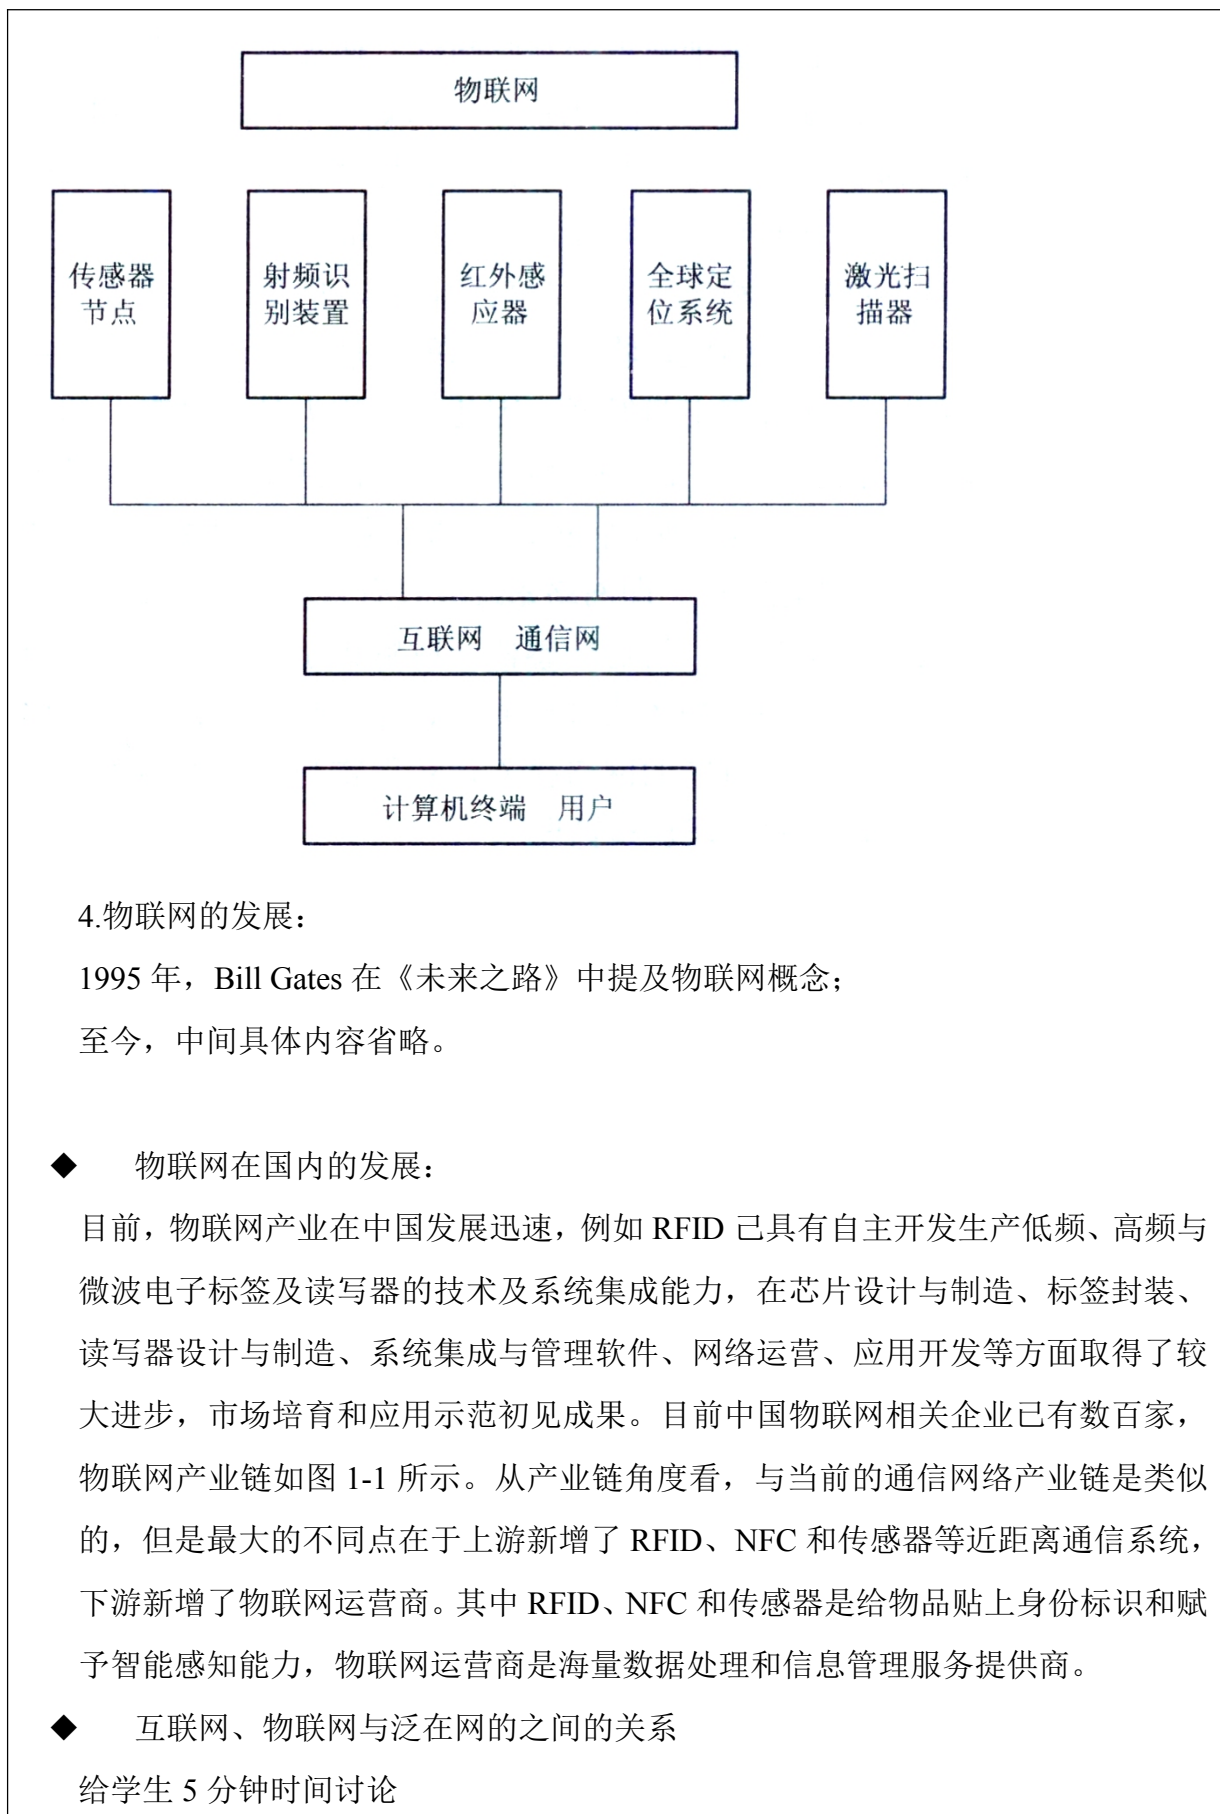 物联网
传感器
节点
射频识
别装置
红外感
应器
全球定
位系统
激光扫
描器
互联网 通信网
计算机终端 用户
4.物联网的发展：
1995 年，Bill Gates 在《未来之路》中提及物联网概念；
至今，中间具体内容省略。
◆ 物联网在国内的发展：
目前，物联网产业在中国发展迅速，例如 RFID 已具有自主开发生产低频、高频与
微波电子标签及读写器的技术及系统集成能力，在芯片设计与制造、标签封装、
读写器设计与制造、系统集成与管理软件、网络运营、应用开发等方面取得了较
大进步，市场培育和应用示范初见成果。目前中国物联网相关企业已有数百家，
物联网产业链如图 1-1 所示。从产业链角度看，与当前的通信网络产业链是类似
的，但是最大的不同点在于上游新增了 RFID、NFC 和传感器等近距离通信系统，
下游新增了物联网运营商。其中 RFID、NFC 和传感器是给物品贴上身份标识和赋
予智能感知能力，物联网运营商是海量数据处理和信息管理服务提供商。
◆ 互联网、物联网与泛在网的之间的关系
给学生 5 分钟时间讨论